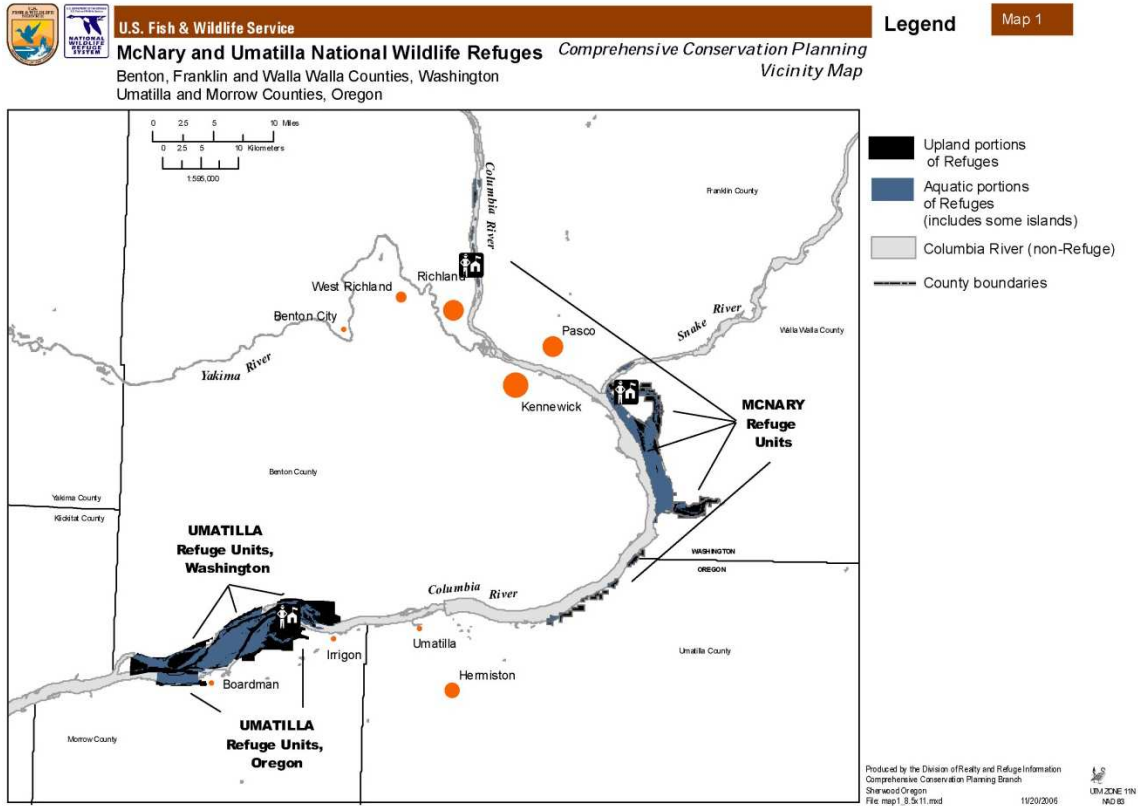 U.S.
FISH & WILDLIFE
SERVICE
NATIONAL
WILDLIFE
REFUGE
SYSTEM
U.S. Fish & Wildlife Service
McNary and Umatilla National Wildlife Refuges
Comprehensive Conservation Planning
Vicinity Map
Benton, Franklin and Walla Walla Counties, Washington
Umatilla and Morrow Counties, Oregon
Legend
Map 1
0 2.5 5 10 Miles
0 2.5 5 10 Kilometers
1:595,000
Upland portions
of Refuges
Aquatic portions
of Refuges
(includes some islands)
Columbia River (non-Refuge)
County boundaries
Columbia River
Franklin County
Richland
West Richland
Benton City
Pasco
Snake River
Walla Walla County
Yakima River
Kennewick
MCNARY
Refuge
Units
Benton County
Yakima County
Klickitat County
UMATILLA
Refuge Units,
Washington
WASHINGTON
OREGON
Columbia River
Irrigon
Umatilla
Umatilla County
Boardman
Hermiston
UMATILLA
Refuge Units,
Oregon
Morrow County
Produced by the Division of Realty and Refuge Information
Comprehensive Conservation Planning Branch
Sherwood Oregon
File: map1_8.5x11.mxd 11/20/2006
UTM ZONE 11N
NAD 83